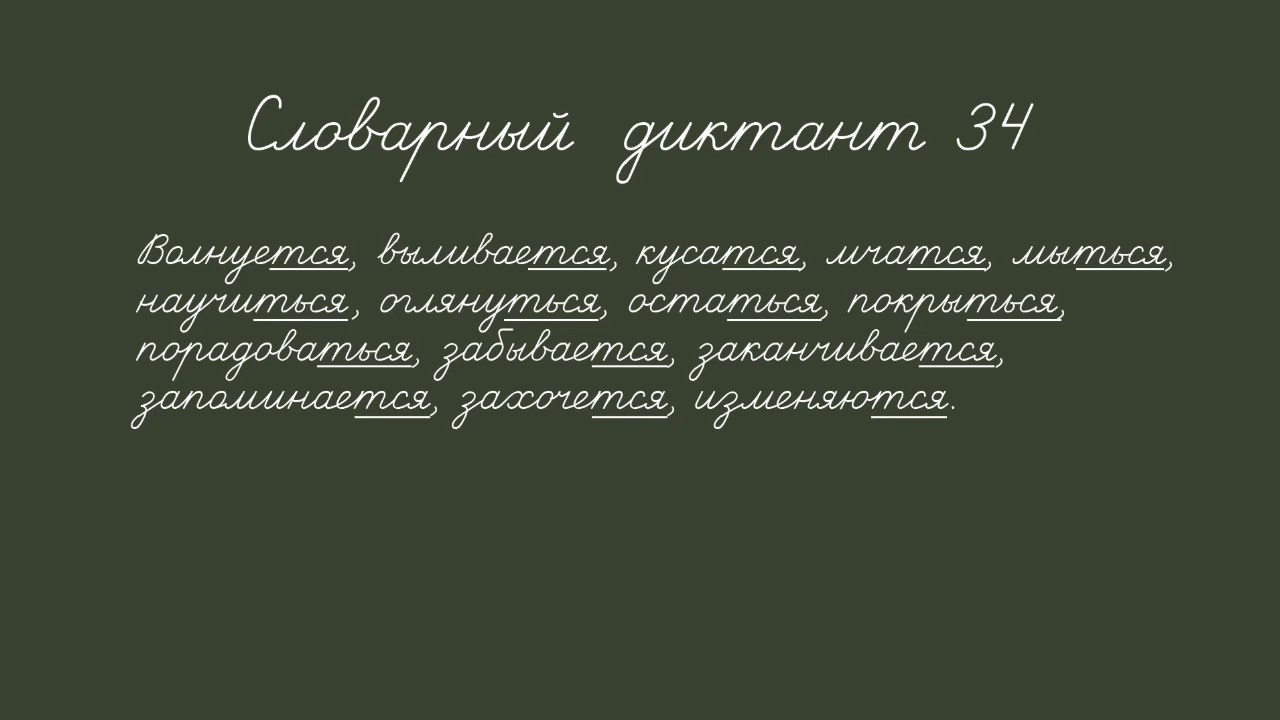 Словарный диктант 34
Волнуется, выливается, кусатся, мчатся, мыться,
научиться, оглянуться, остаться, покрыться,
порадоваться, забывается, заканчивается,
запоминается, захочется, изменяются.